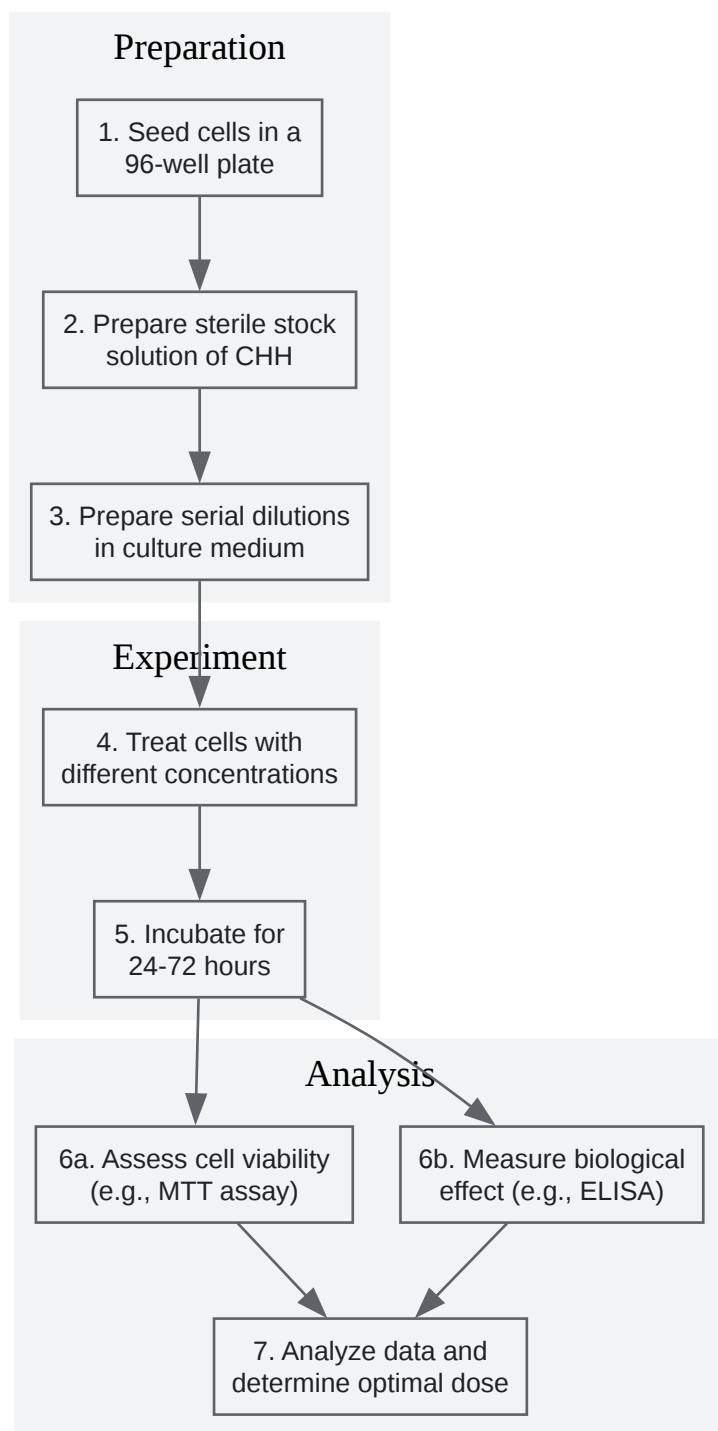 Preparation
1. Seed cells in a
96-well plate
2. Prepare sterile stock
solution of CHH
3. Prepare serial dilutions
in culture medium
Experiment
4. Treat cells with
different concentrations
5. Incubate for
24-72 hours
Analysis
6a. Assess cell viability
(e.g., MTT assay)
6b. Measure biological
effect (e.g., ELISA)
7. Analyze data and
determine optimal dose